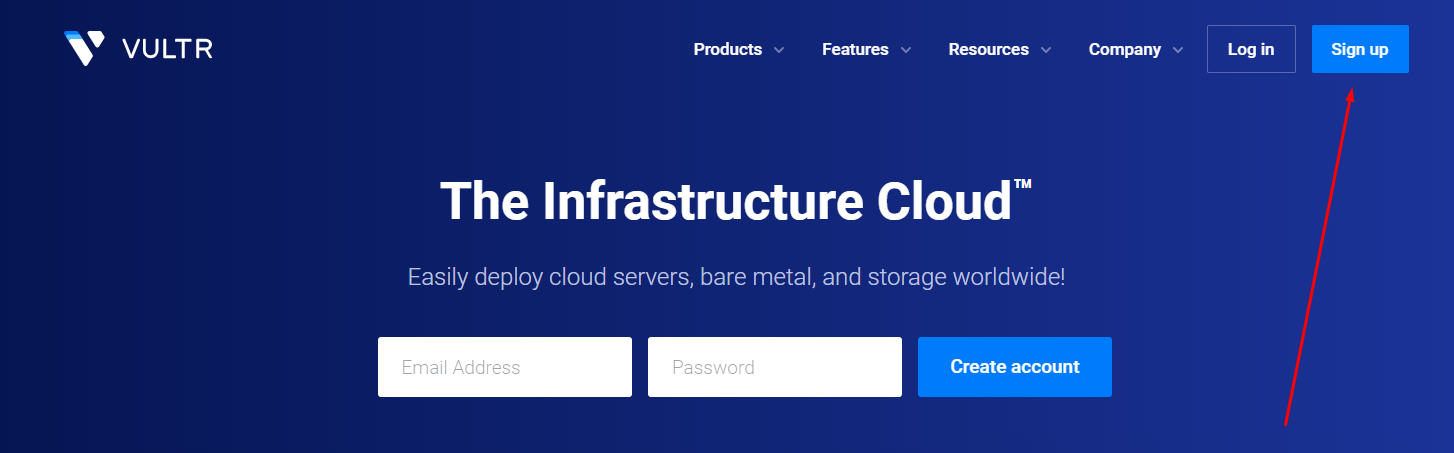 VULTR
Products Features Resources Company Log in Sign up
The Infrastructure Cloud™
Easily deploy cloud servers, bare metal, and storage worldwide!
Email Address Password Create account